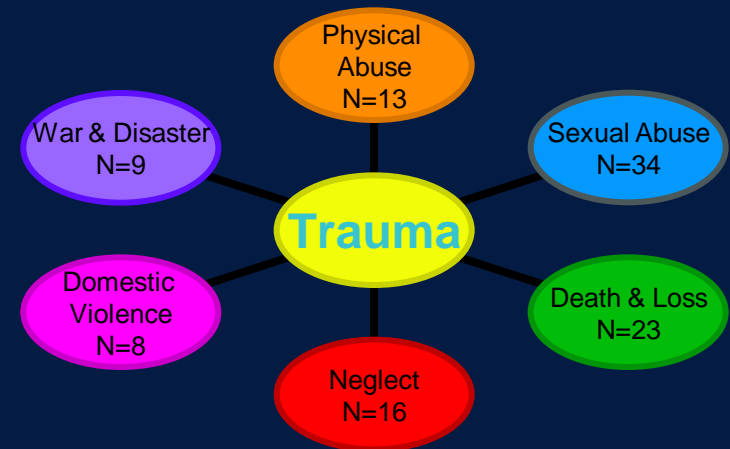 Physical
Abuse
N=13
War & Disaster
N=9
Sexual Abuse
N=34
Trauma
Domestic
Violence
N=8
Death & Loss
N=23
Neglect
N=16